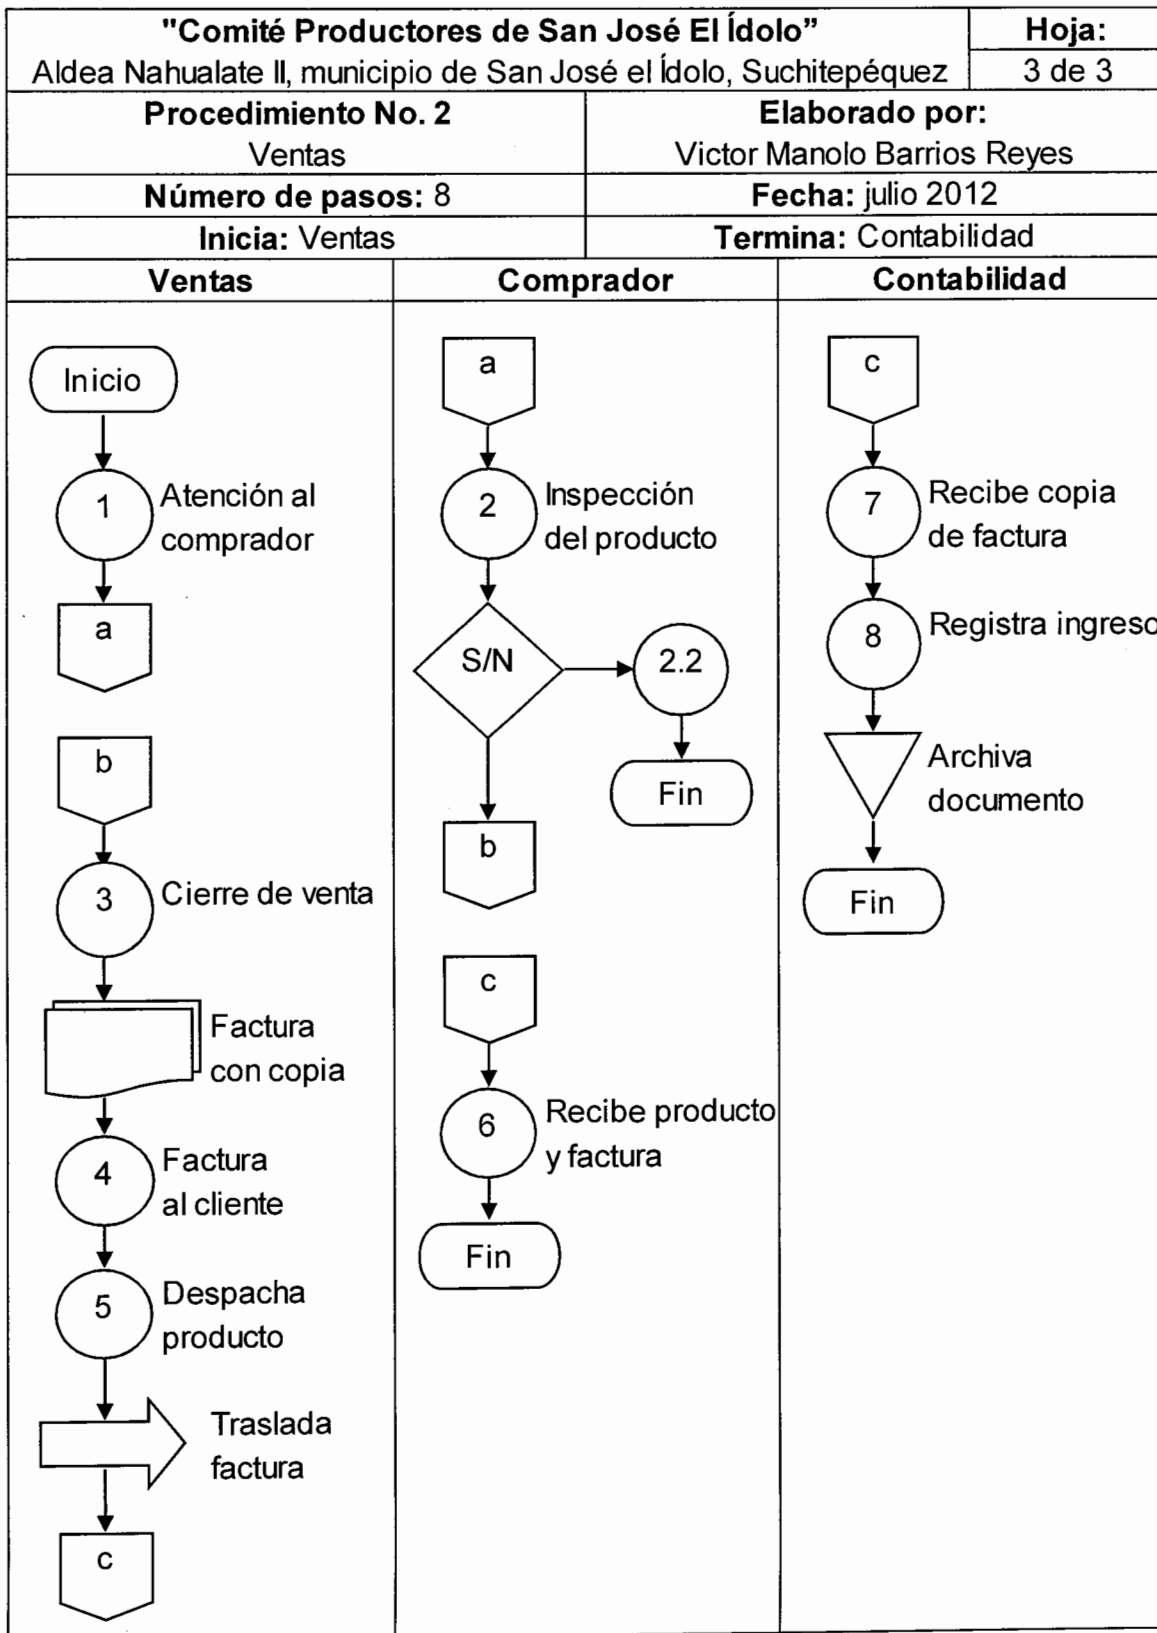 "Comité Productores de San José El Ídolo”
Aldea Nahualate II, municipio de San José el Ídolo, Suchitepéquez
Hoja:
3 de 3
Procedimiento No. 2
Ventas
Elaborado por:
Victor Manolo Barrios Reyes
Número de pasos: 8
Fecha: julio 2012
Inicia: Ventas
Termina: Contabilidad
Ventas
Inicio
1
Atención al
comprador
a
b
3
Cierre de venta
Factura
con copia
4
Factura
al cliente
5
Despacha
producto
Traslada
factura
c
Comprador
a
2
Inspección
del producto
S/N
2.2
Fin
b
c
6
Recibe producto
y factura
Fin
Contabilidad
c
7
Recibe copia
de factura
8
Registra ingreso
Archiva
documento
Fin